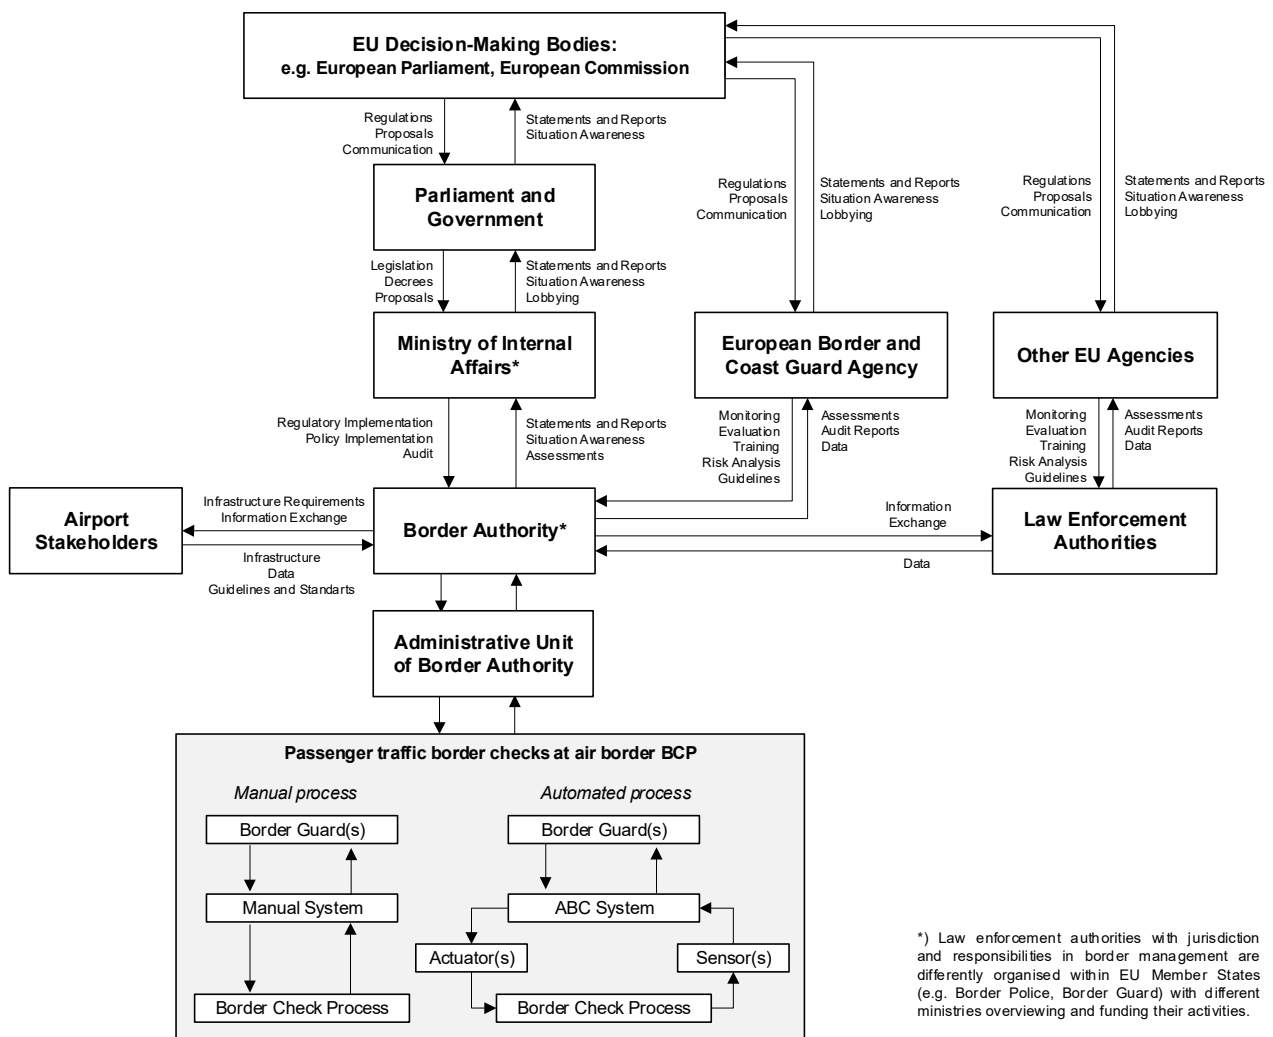 EU Decision-Making Bodies:
e.g. European Parliament, European Commission
Regulations
Proposals
Communication
Statements and Reports
Situation Awareness
Parliament and
Government
Regulations
Proposals
Communication
Statements and Reports
Situation Awareness
Lobbying
Regulations
Proposals
Communication
Statements and Reports
Situation Awareness
Lobbying
Legislation
Decrees
Proposals
Statements and Reports
Situation Awareness
Lobbying
Ministry of Internal
Affairs*
European Border and
Coast Guard Agency
Other EU Agencies
Regulatory Implementation
Policy Implementation
Audit
Statements and Reports
Situation Awareness
Assessments
Monitoring
Evaluation
Training
Risk Analysis
Guidelines
Assessments
Audit Reports
Data
Monitoring
Evaluation
Training
Risk Analysis
Guidelines
Assessments
Audit Reports
Data
Airport
Stakeholders
Infrastructure Requirements
Information Exchange
Infrastructure
Data
Guidelines and Standarts
Border Authority*
Information
Exchange
Data
Law Enforcement
Authorities
Administrative Unit
of Border Authority
Passenger traffic border checks at air border BCP
Manual process
Border Guard(s)
Manual System
Border Check Process
Automated process
Border Guard(s)
ABC System
Actuator(s)
Sensor(s)
Border Check Process
*) Law enforcement authorities with jurisdiction
and responsibilities in border management are
differently organised within EU Member States
(e.g. Border Police, Border Guard) with different
ministries overviewing and funding their activities.